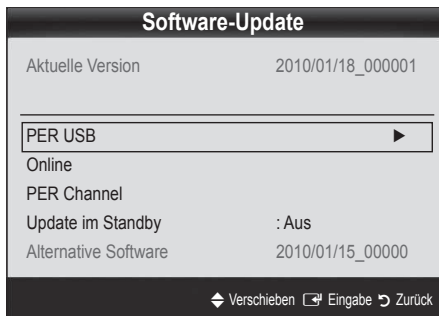 Software-Update
Aktuelle Version 2010/01/18_000001
PER USB ►
Online
PER Channel
Update im Standby : Aus
Alternative Software 2010/01/15_00000
Verschieben Eingabe Zurück